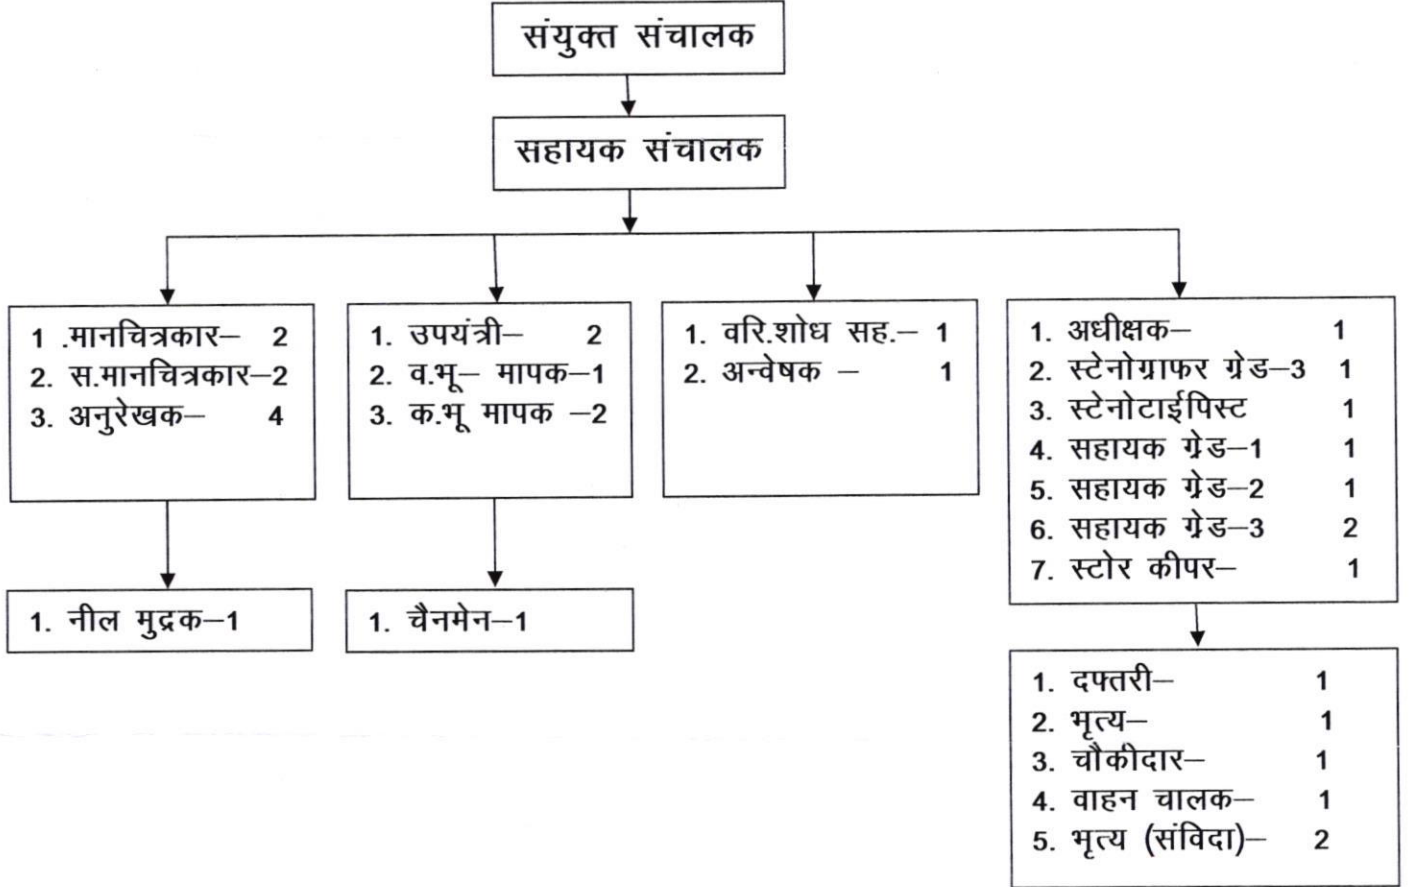 संयुक्त संचालक
सहायक संचालक
1 .मानचित्रकार– 2
2. स.मानचित्रकार–2
3. अनुरेखक– 4
1. उपयंत्री– 2
2. व.भू– मापक–1
3. क.भू मापक –2
1. वरि.शोध सह.– 1
2. अन्वेषक – 1
1. अधीक्षक– 1
2. स्टेनोग्राफर ग्रेड–3 1
3. स्टेनोटाईपिस्ट 1
4. सहायक ग्रेड–1 1
5. सहायक ग्रेड–2 1
6. सहायक ग्रेड–3 2
7. स्टोर कीपर– 1
1. नील मुद्रक–1
1. चैनमेन–1
1. दफ्तरी– 1
2. भृत्य– 1
3. चौकीदार– 1
4. वाहन चालक– 1
5. भृत्य (संविदा)– 2